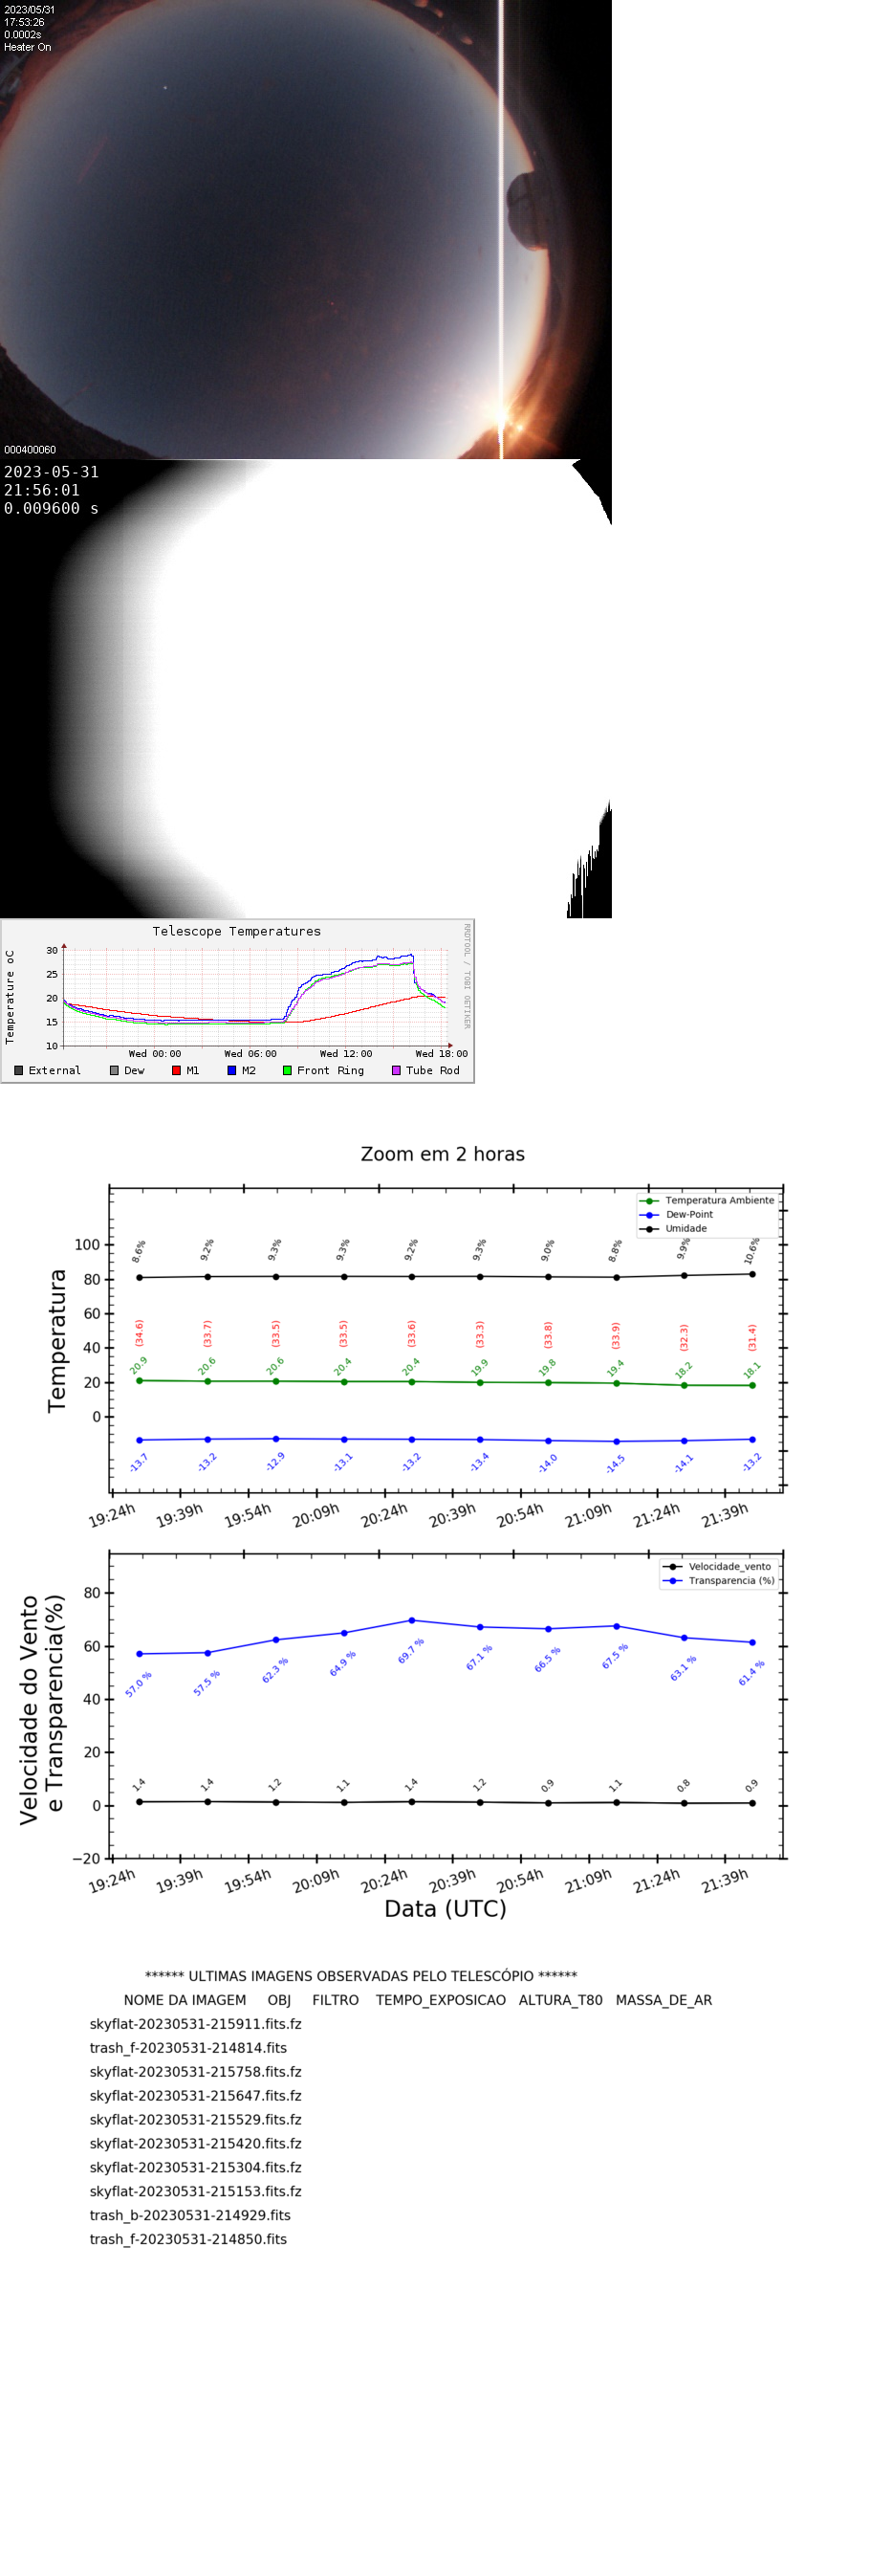 2023/05/31
17:53:26
0.0002s
Heater On
000400060
2023-05-31
21:56:01
0.009600 s
Telescope Temperatures
RRDTOOL / TOBI OETIKER
Temperature oC
30
25
20
15
10
Wed 00:00 Wed 06:00 Wed 12:00 Wed 18:00
External Dew M1 M2 Front Ring Tube Rod
Zoom em 2 horas
Temperatura Ambiente
Dew-Point
Umidade
Temperatura
100
80
60
40
20
0
8.6% 9.2% 9.3% 9.3% 9.2% 9.3% 9.0% 8.8% 9.9% 10.6%
(34.6) (33.7) (33.5) (33.5) (33.6) (33.3) (33.8) (33.9) (32.3) (31.4)
20.9 20.6 20.6 20.4 20.4 19.9 19.8 19.4 18.2 18.1
-13.7 -13.2 -12.9 -13.1 -13.2 -13.4 -14.0 -14.5 -14.1 -13.2
19:24h 19:39h 19:54h 20:09h 20:24h 20:39h 20:54h 21:09h 21:24h 21:39h
Velocidade_vento
Transparencia (%)
Velocidade do Vento
e Transparencia(%)
80
60
40
20
0
−20
57.0 % 57.5 % 62.3 % 64.9 % 69.7 % 67.1 % 66.5 % 67.5 % 63.1 % 61.4 %
1.4 1.4 1.2 1.1 1.4 1.2 0.9 1.1 0.8 0.9
19:24h 19:39h 19:54h 20:09h 20:24h 20:39h 20:54h 21:09h 21:24h 21:39h
Data (UTC)
****** ULTIMAS IMAGENS OBSERVADAS PELO TELESCÓPIO ******
NOME DA IMAGEM OBJ FILTRO TEMPO_EXPOSICAO ALTURA_T80 MASSA_DE_AR
skyflat-20230531-215911.fits.fz
trash_f-20230531-214814.fits
skyflat-20230531-215758.fits.fz
skyflat-20230531-215647.fits.fz
skyflat-20230531-215529.fits.fz
skyflat-20230531-215420.fits.fz
skyflat-20230531-215304.fits.fz
skyflat-20230531-215153.fits.fz
trash_b-20230531-214929.fits
trash_f-20230531-214850.fits